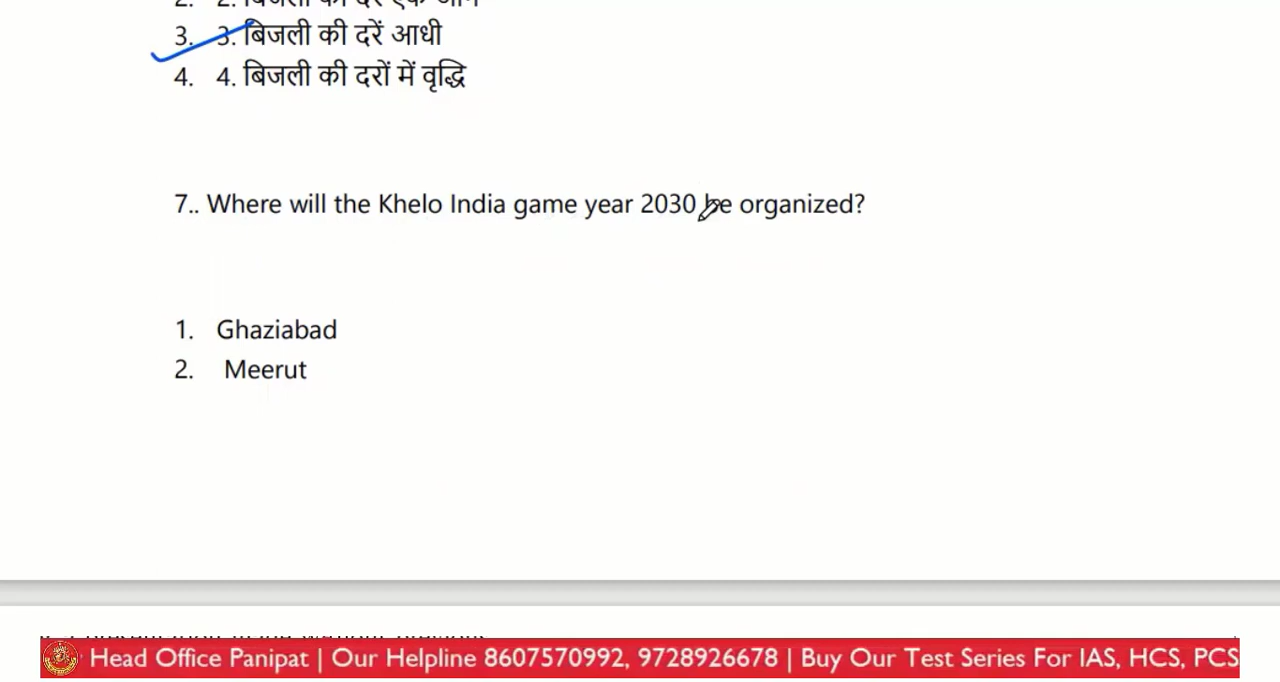 3. 3. बिजली की दरें आधी
4. 4. बिजली की दरों में वृद्धि
7.. Where will the Khelo India game year 2030 be organized?
1. Ghaziabad
2. Meerut
Head Office Panipat | Our Helpline 8607570992, 9728926678 | Buy Our Test Series For IAS, HCS, PCS